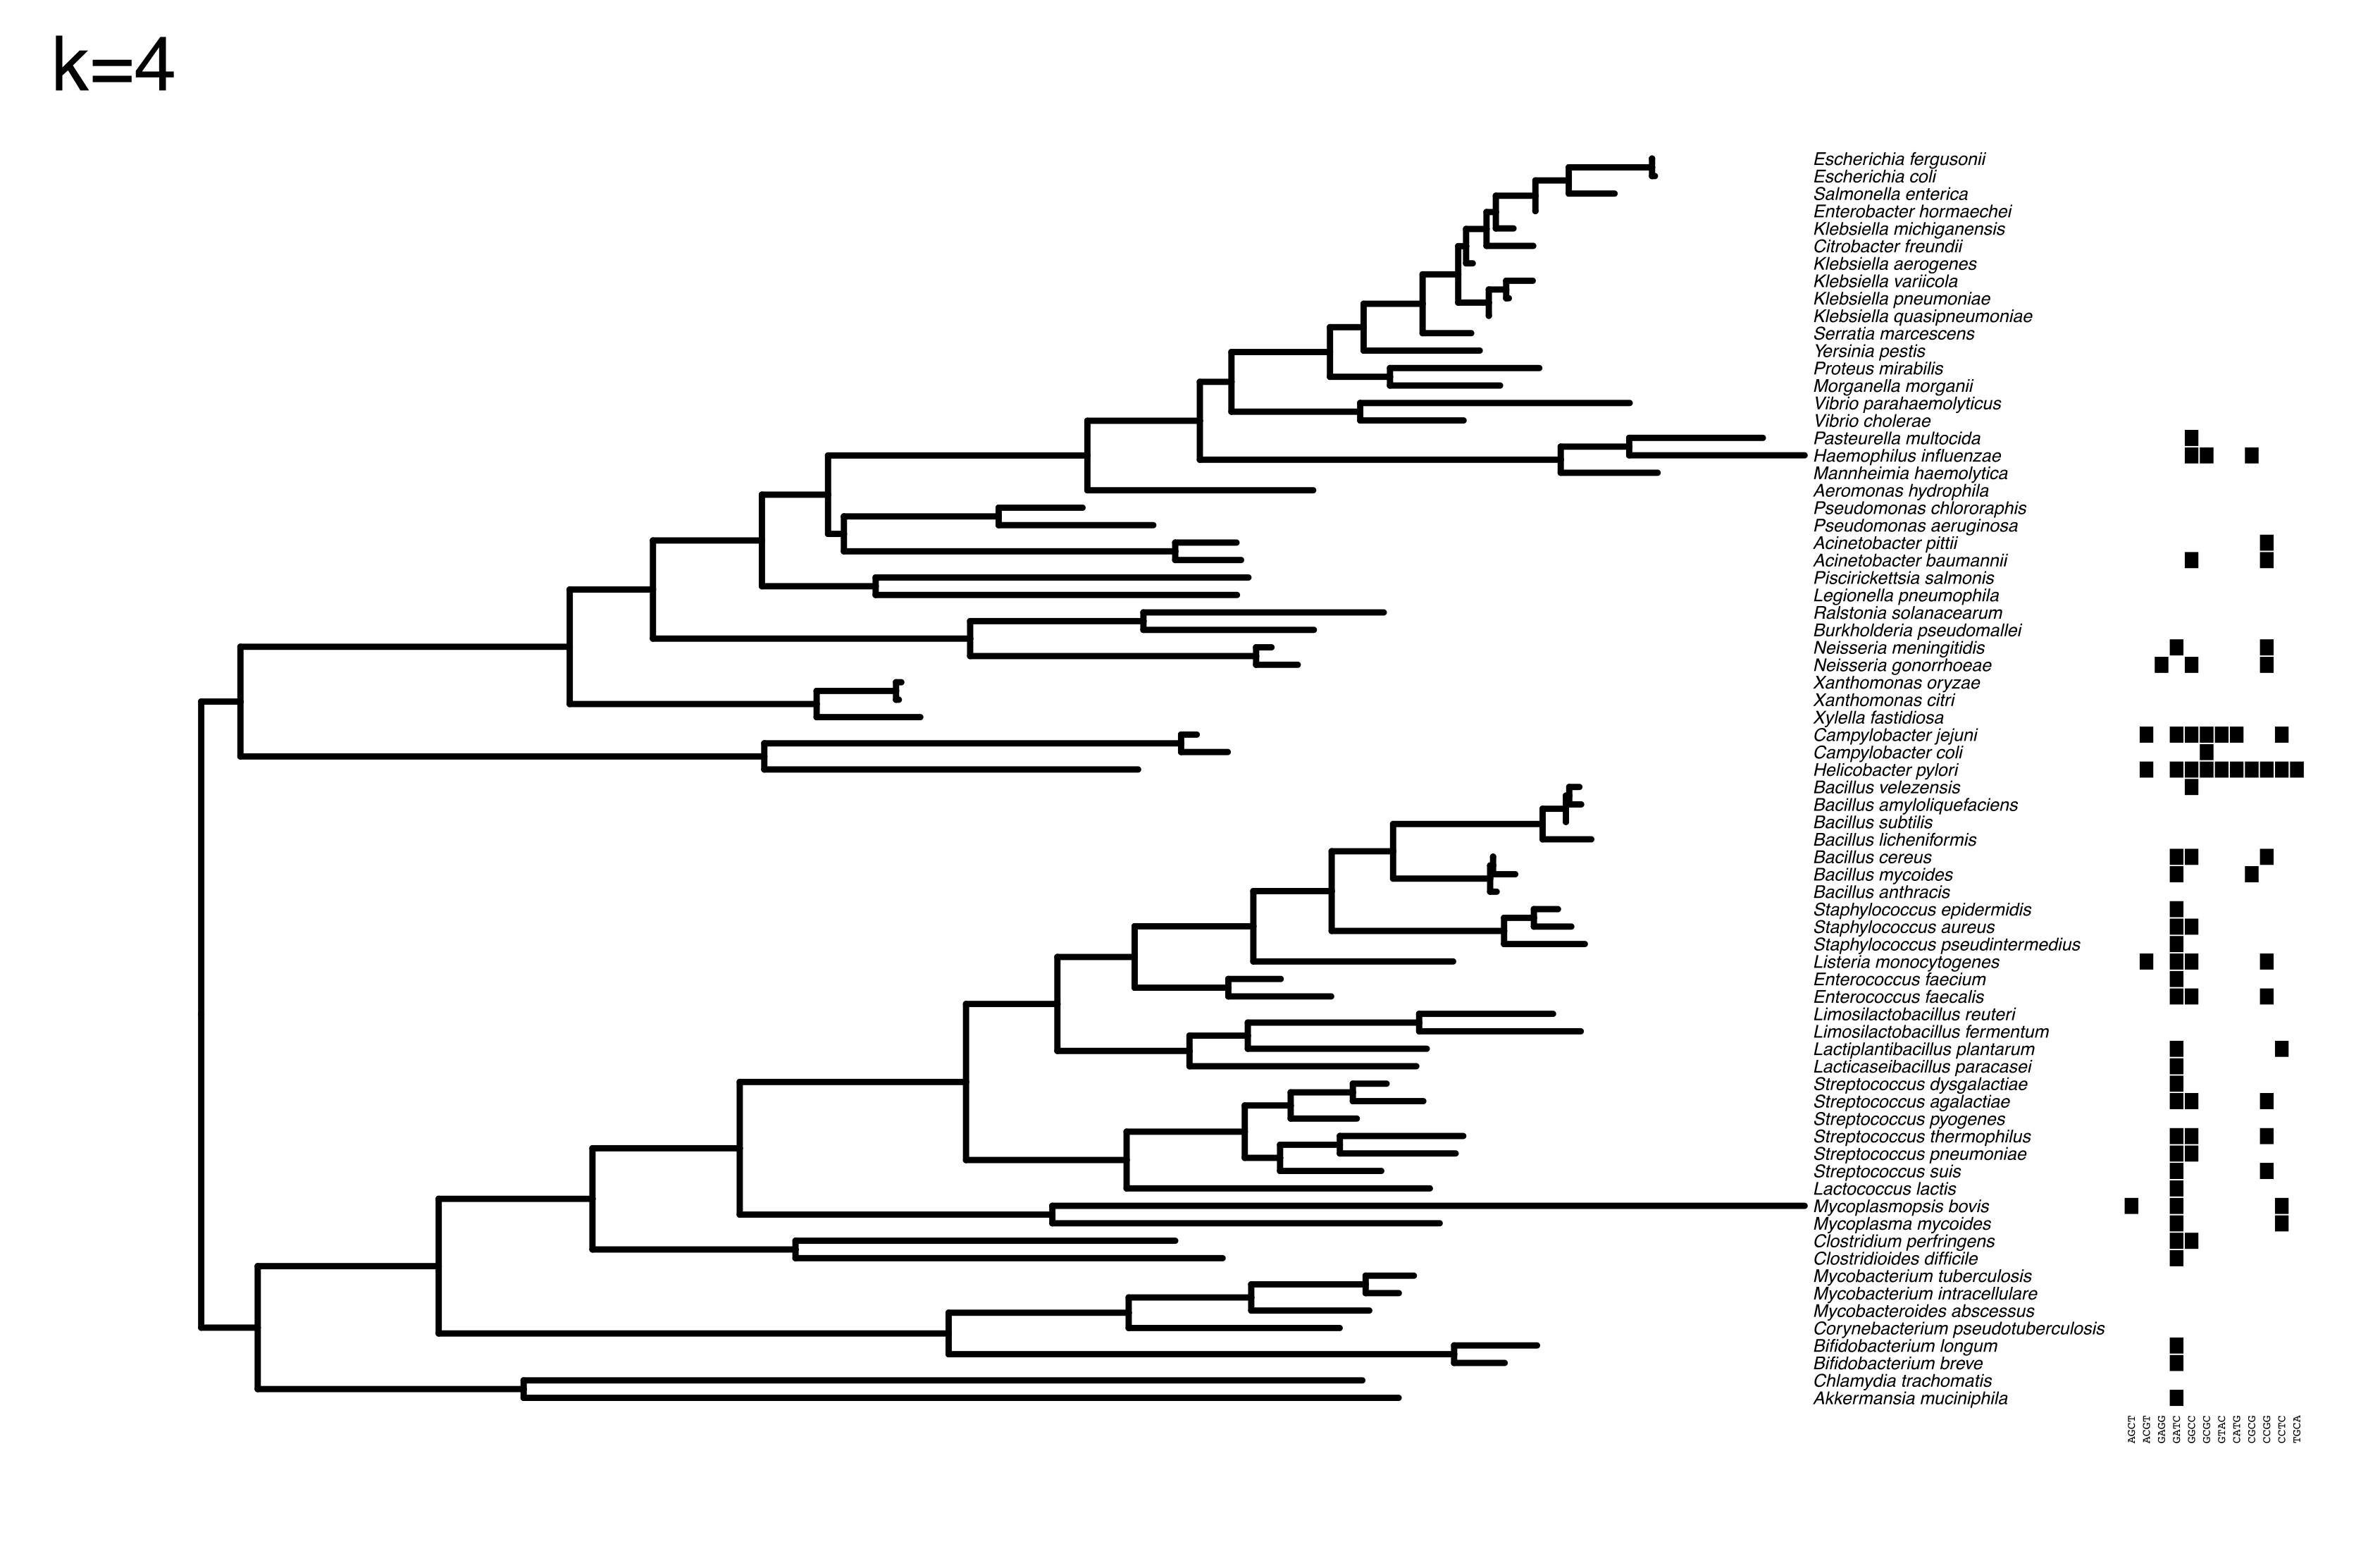 k=4
Escherichia fergusonii
Escherichia coli
Salmonella enterica
Enterobacter hormaechei
Klebsiella michiganensis
Citrobacter freundii
Klebsiella aerogenes
Klebsiella variicola
Klebsiella pneumoniae
Klebsiella quasipneumoniae
Serratia marcescens
Yersinia pestis
Proteus mirabilis
Morganella morganii
Vibrio parahaemolyticus
Vibrio cholerae
Pasteurella multocida
Haemophilus influenzae
Mannheimia haemolytica
Aeromonas hydrophila
Pseudomonas chlororaphis
Pseudomonas aeruginosa
Acinetobacter pittii
Acinetobacter baumannii
Piscirickettsia salmonis
Legionella pneumophila
Ralstonia solanacearum
Burkholderia pseudomallei
Neisseria meningitidis
Neisseria gonorrhoeae
Xanthomonas oryzae
Xanthomonas citri
Xylella fastidiosa
Campylobacter jejuni
Campylobacter coli
Helicobacter pylori
Bacillus velezensis
Bacillus amyloliquefaciens
Bacillus subtilis
Bacillus licheniformis
Bacillus cereus
Bacillus mycoides
Bacillus anthracis
Staphylococcus epidermidis
Staphylococcus aureus
Staphylococcus pseudintermedius
Listeria monocytogenes
Enterococcus faecium
Enterococcus faecalis
Limosilactobacillus reuteri
Limosilactobacillus fermentum
Lactiplantibacillus plantarum
Lacticaseibacillus paracasei
Streptococcus dysgalactiae
Streptococcus agalactiae
Streptococcus pyogenes
Streptococcus thermophilus
Streptococcus pneumoniae
Streptococcus suis
Lactococcus lactis
Mycoplasmopsis bovis
Mycoplasma mycoides
Clostridium perfringens
Clostridioides difficile
Mycobacterium tuberculosis
Mycobacterium intracellulare
Mycobacteroides abscessus
Corynebacterium pseudotuberculosis
Bifidobacterium longum
Bifidobacterium breve
Chlamydia trachomatis
Akkermansia muciniphila
AGCT
ACGT
GAGG
GATC
GGCC
GCGC
GTAC
CATG
CGCG
CCGG
CCTC
TGCA